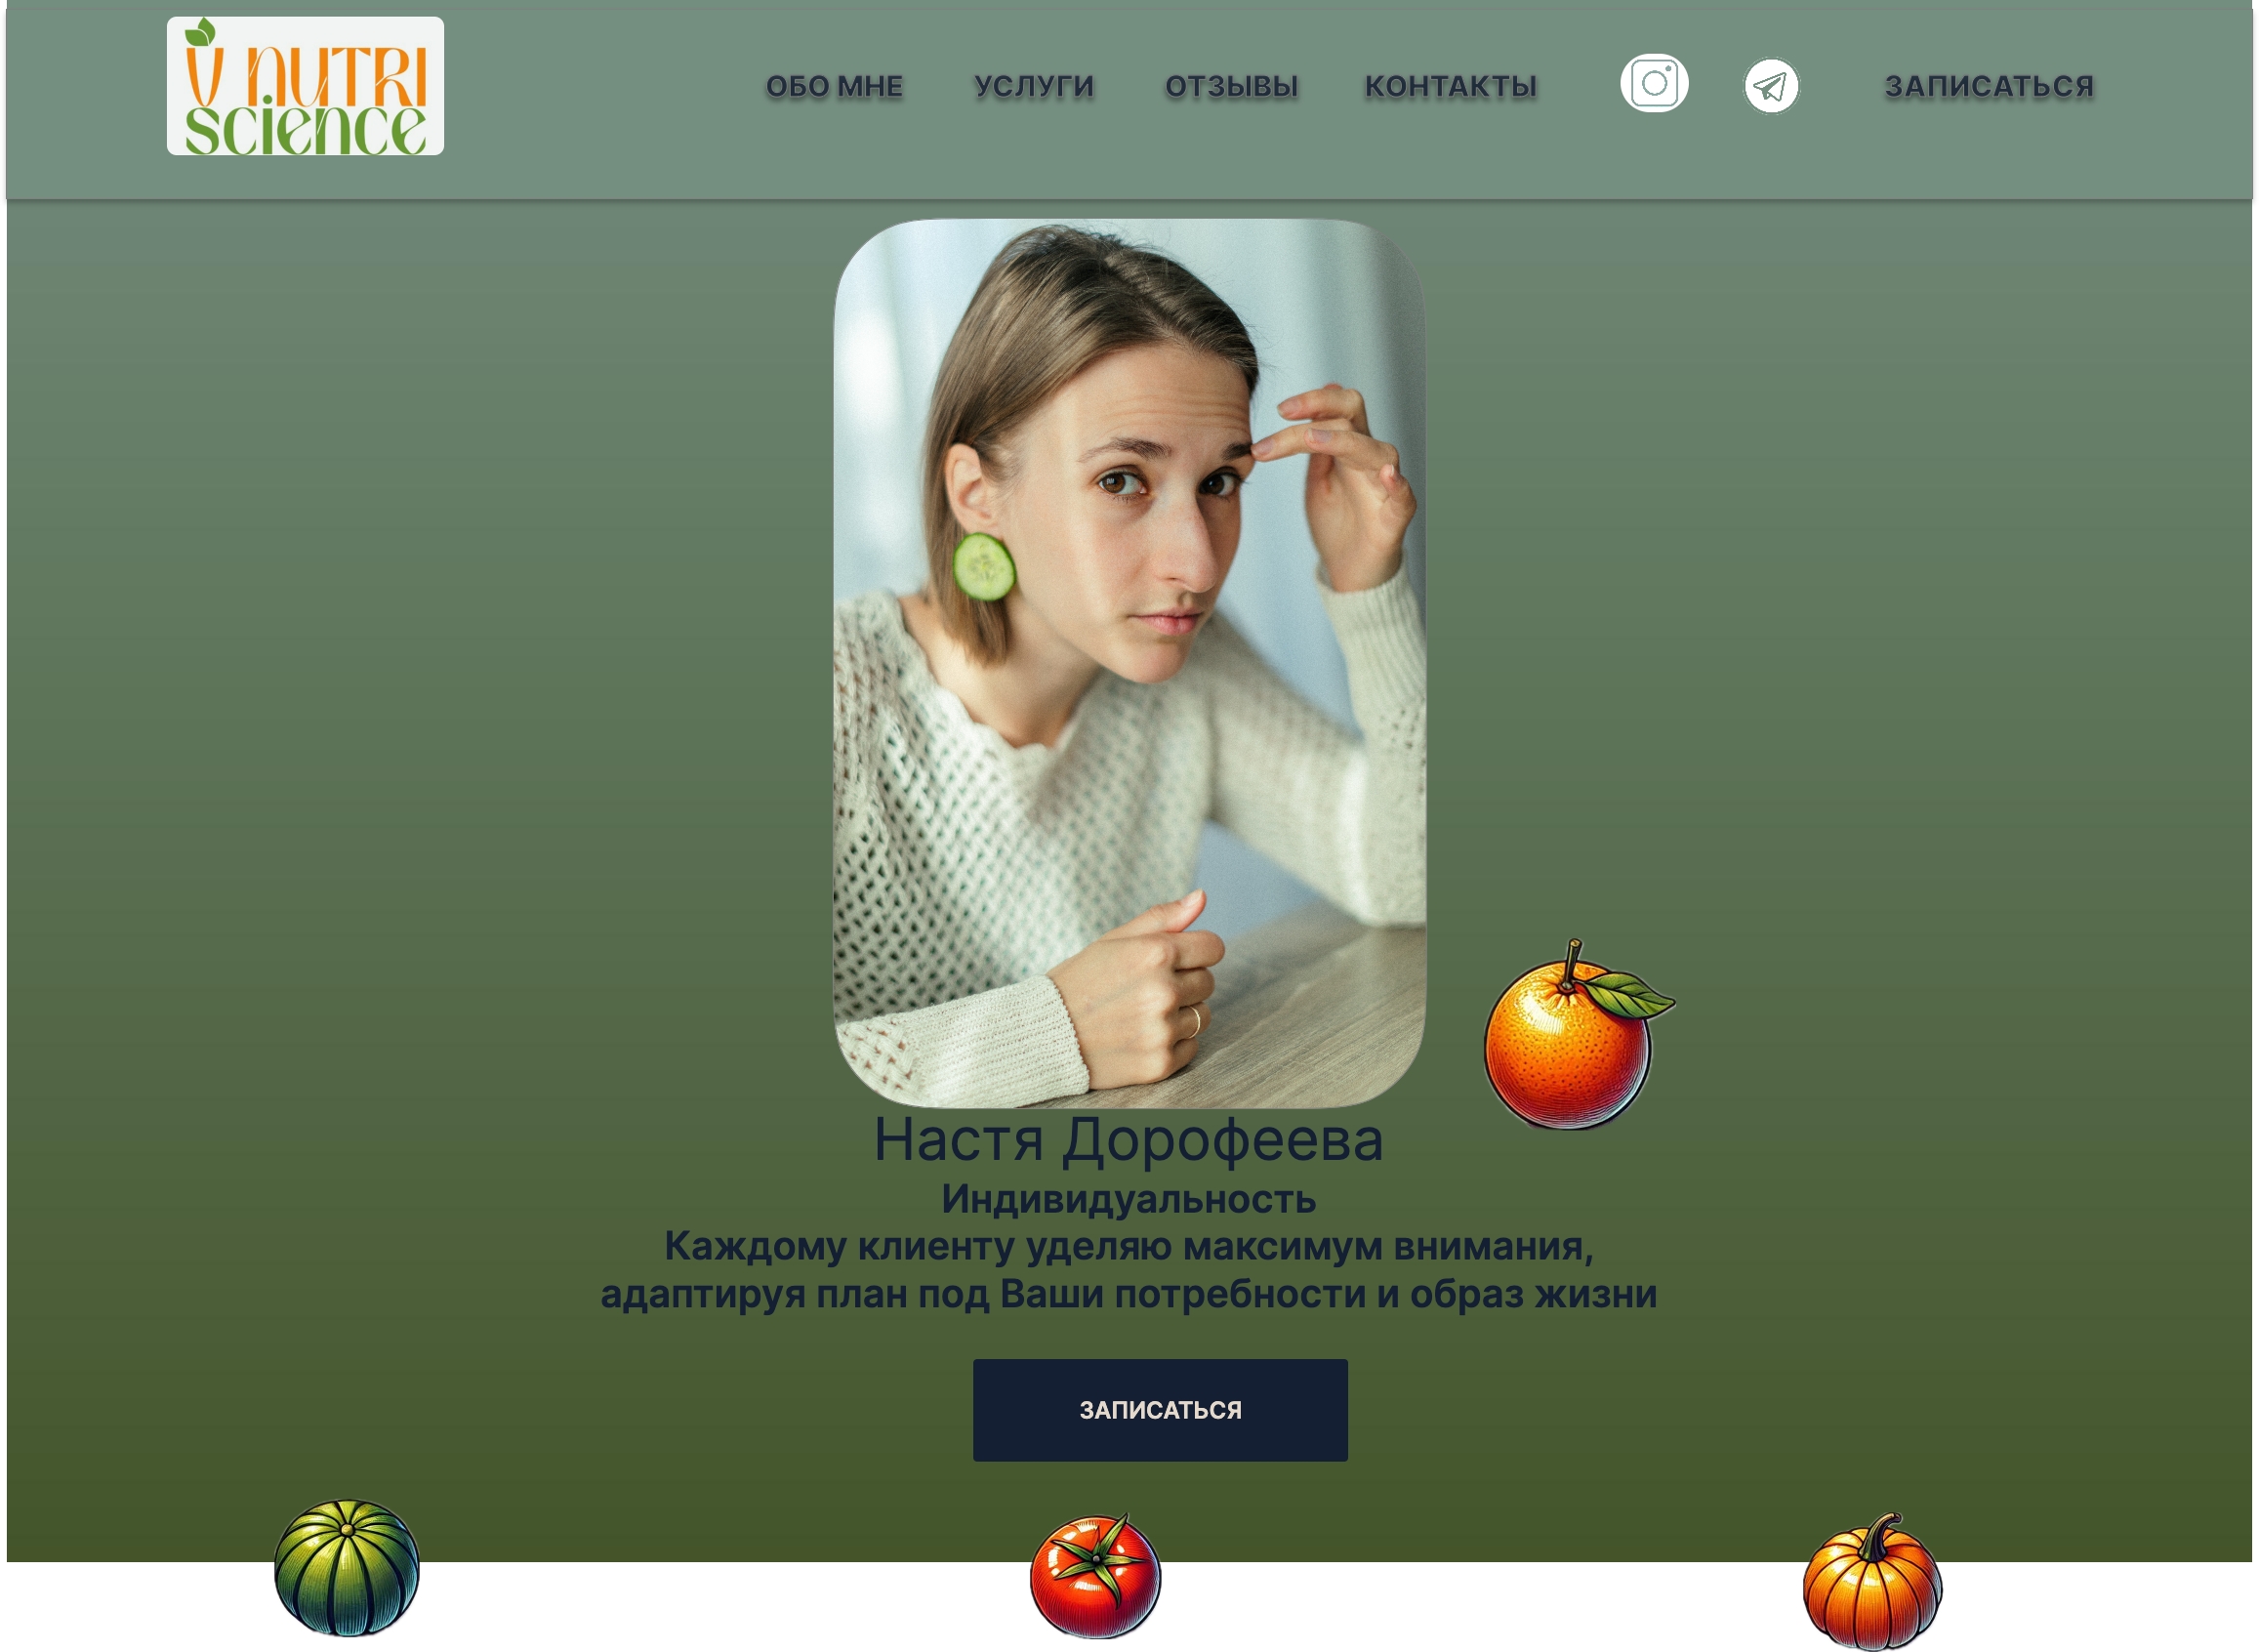 V NUTRI
science
ОБО МНЕ
УСЛУГИ
ОТЗЫВЫ
КОНТАКТЫ
ЗАПИСАТЬСЯ
Настя Дорофеева
Индивидуальность
Каждому клиенту уделяю максимум внимания,
адаптируя план под Ваши потребности и образ жизни
ЗАПИСАТЬСЯ